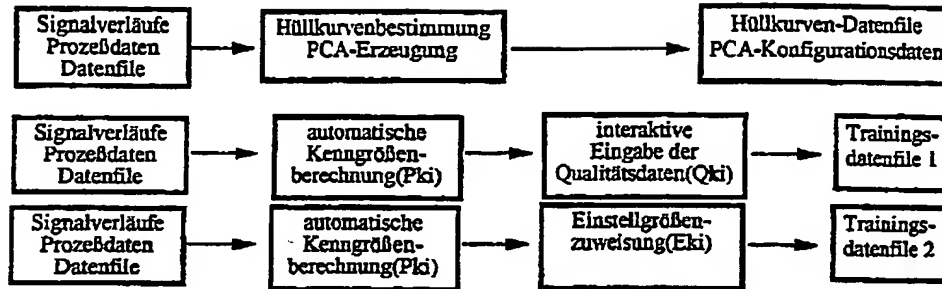 Signalverläufe
Prozeßdaten
Datenfile
Hüllkurvenbestimmung
PCA-Erzeugung
Hüllkurven-Datenfile
PCA-Konfigurationsdaten
Signalverläufe
Prozeßdaten
Datenfile
automatische
Kenngrößen-
berechnung(Pki)
interaktive
Eingabe der
Qualitätsdaten(Qki)
Trainings-
datenfile 1
Signalverläufe
Prozeßdaten
Datenfile
automatische
Kenngrößen-
berechnung(Pki)
Einstellgrößen-
zuweisung(Eki)
Trainings-
datenfile 2